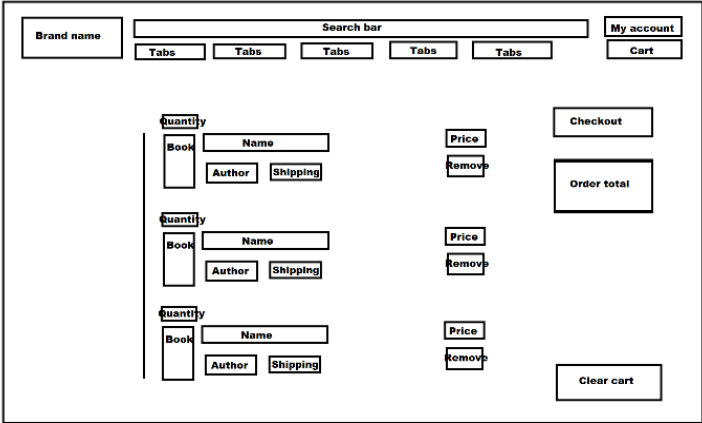 Brand name
Search bar
My account
Tabs
Tabs
Tabs
Tabs
Tabs
Cart
Quantity
Book
Name
Author
Shipping
Price
Remove
Checkout
Order total
Quantity
Book
Name
Author
Shipping
Price
Remove
Quantity
Book
Name
Author
Shipping
Price
Remove
Clear cart